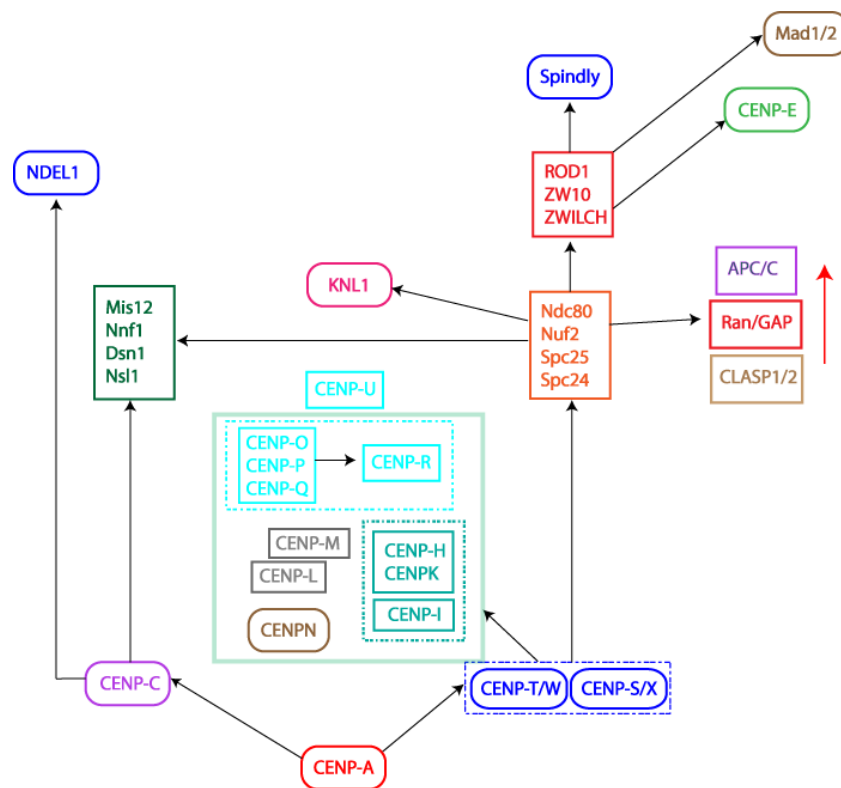 Mad1/2
Spindly
CENP-E
NDEL1
ROD1
ZW10
ZWILCH
APC/C
KNL1
Mis12
Nnf1
Dsn1
Nsl1
Ndc80
Nuf2
Spc25
Spc24
Ran/GAP
CLASP1/2
CENP-U
CENP-O
CENP-P
CENP-Q
CENP-R
CENP-M
CENP-L
CENP-H
CENPK
CENP-I
CENPN
CENP-C
CENP-T/W
CENP-S/X
CENP-A